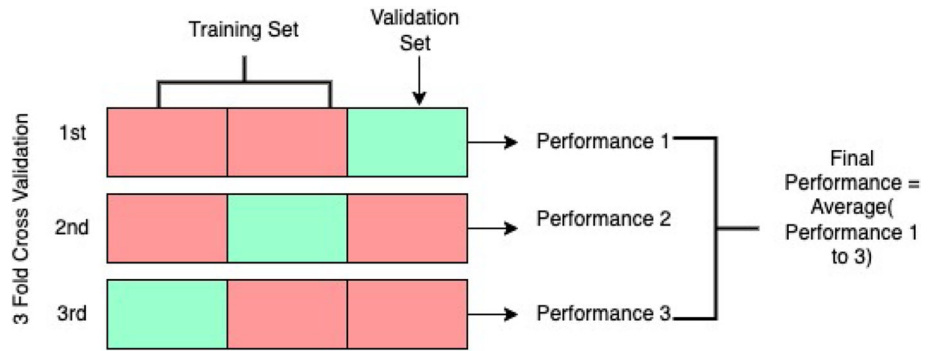 Training Set
Validation
Set
3 Fold Cross Validation
1st
Performance 1
2nd
Performance 2
3rd
Performance 3
Final
Performance =
Average(
Performance 1
to 3)